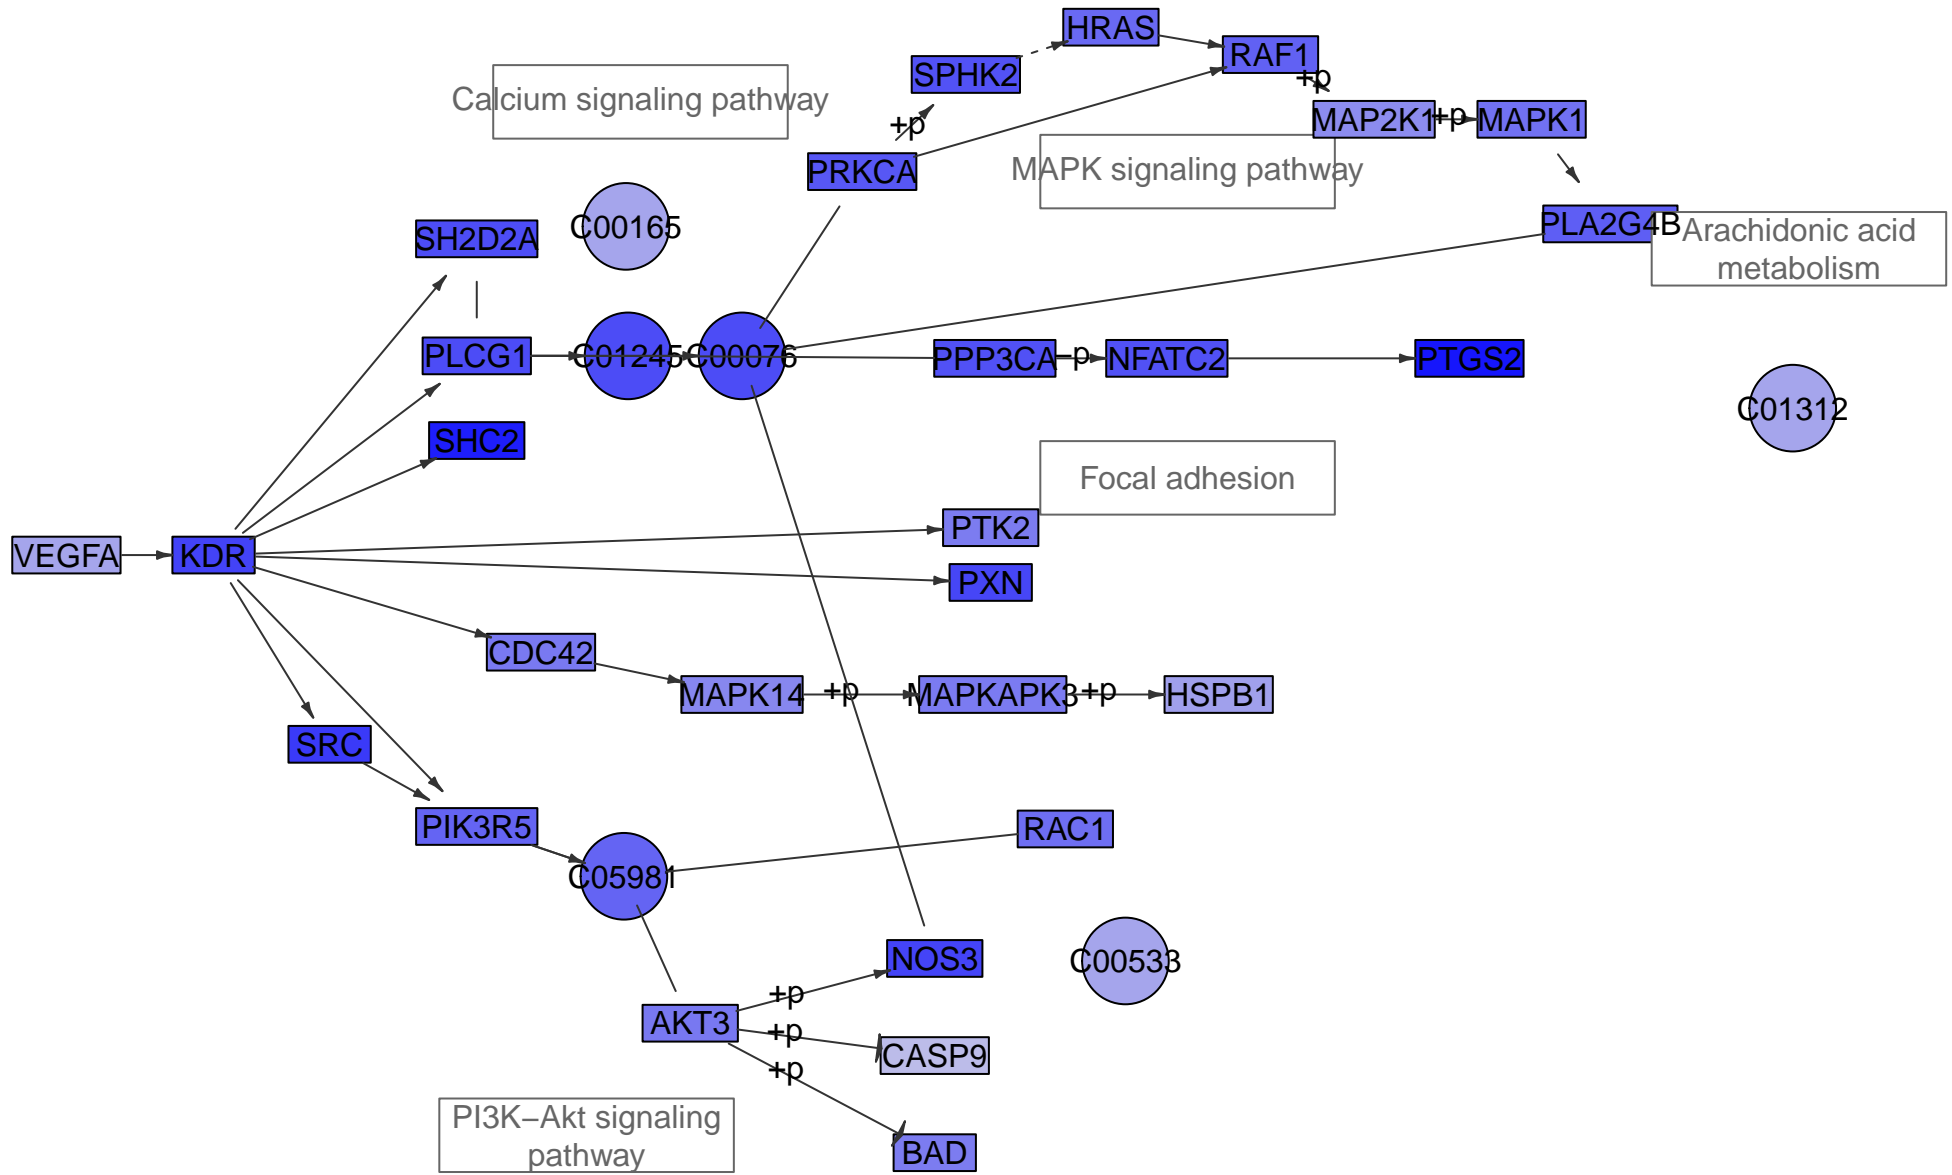 HRAS
RAF1
SPHK2
+p
Calcium signaling pathway
MAP2K1
+p
MAPK1
+p
PRKCA
MAPK signaling pathway
C00165
SH2D2A
PLA2G4B
Arachidonic acid
metabolism
PLCG1
C01245
C00076
PPP3CA
−p
NFATC2
PTGS2
C01312
SHC2
Focal adhesion
PTK2
VEGFA
KDR
PXN
CDC42
MAPK14
+p
MAPKAPK3
+p
HSPB1
SRC
PIK3R5
RAC1
C05981
NOS3
C00533
+p
AKT3
+p
CASP9
+p
PI3K−Akt signaling
pathway
BAD